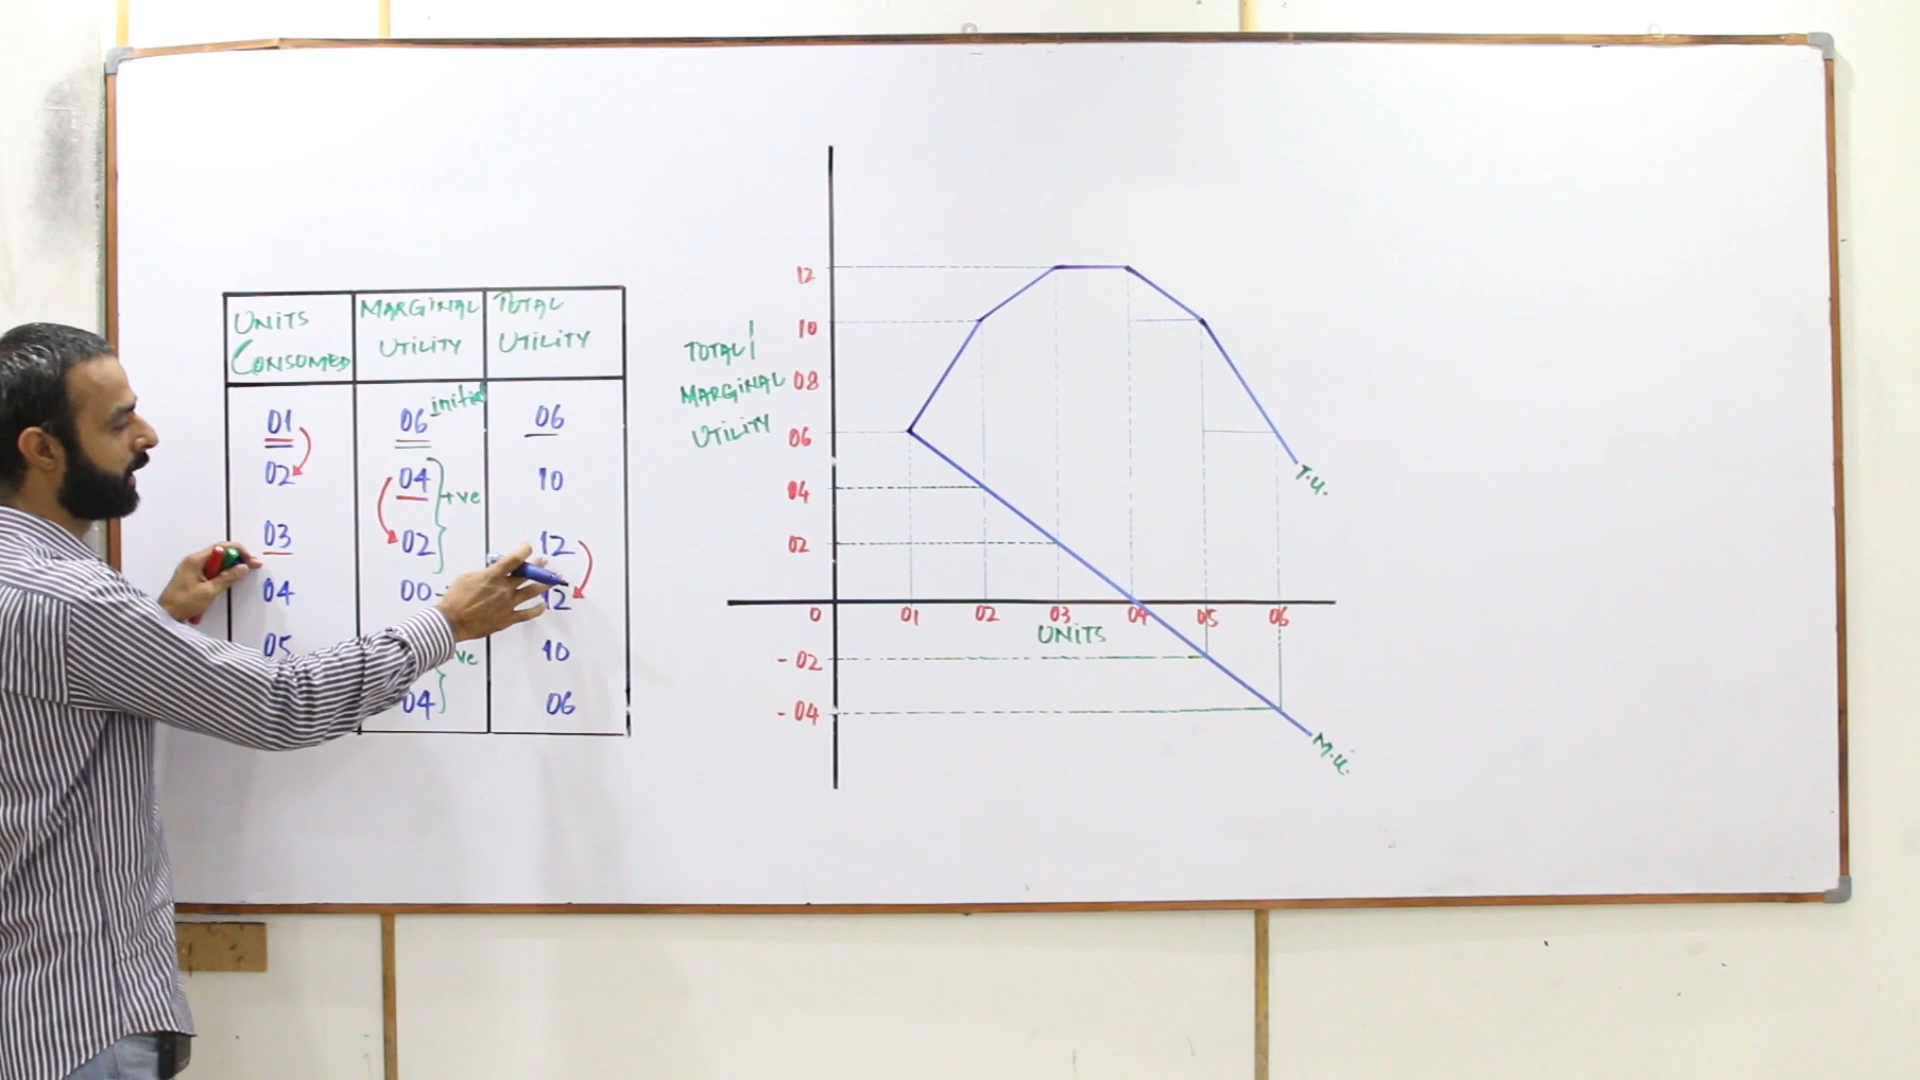 UNITS CONSOMED
MARGINAL UTILITY
TOTAL UTILITY
01 06 initial 06
02 04 +ve 10
03 02 12
04 00 12
05 ve 10
04 06
TOTAL/
MARGINAL
UTILITY
12
10
08
06
04
02
0 01 02 03 04 05 06
UNITS
- 02
- 04
T.U.
M.U.